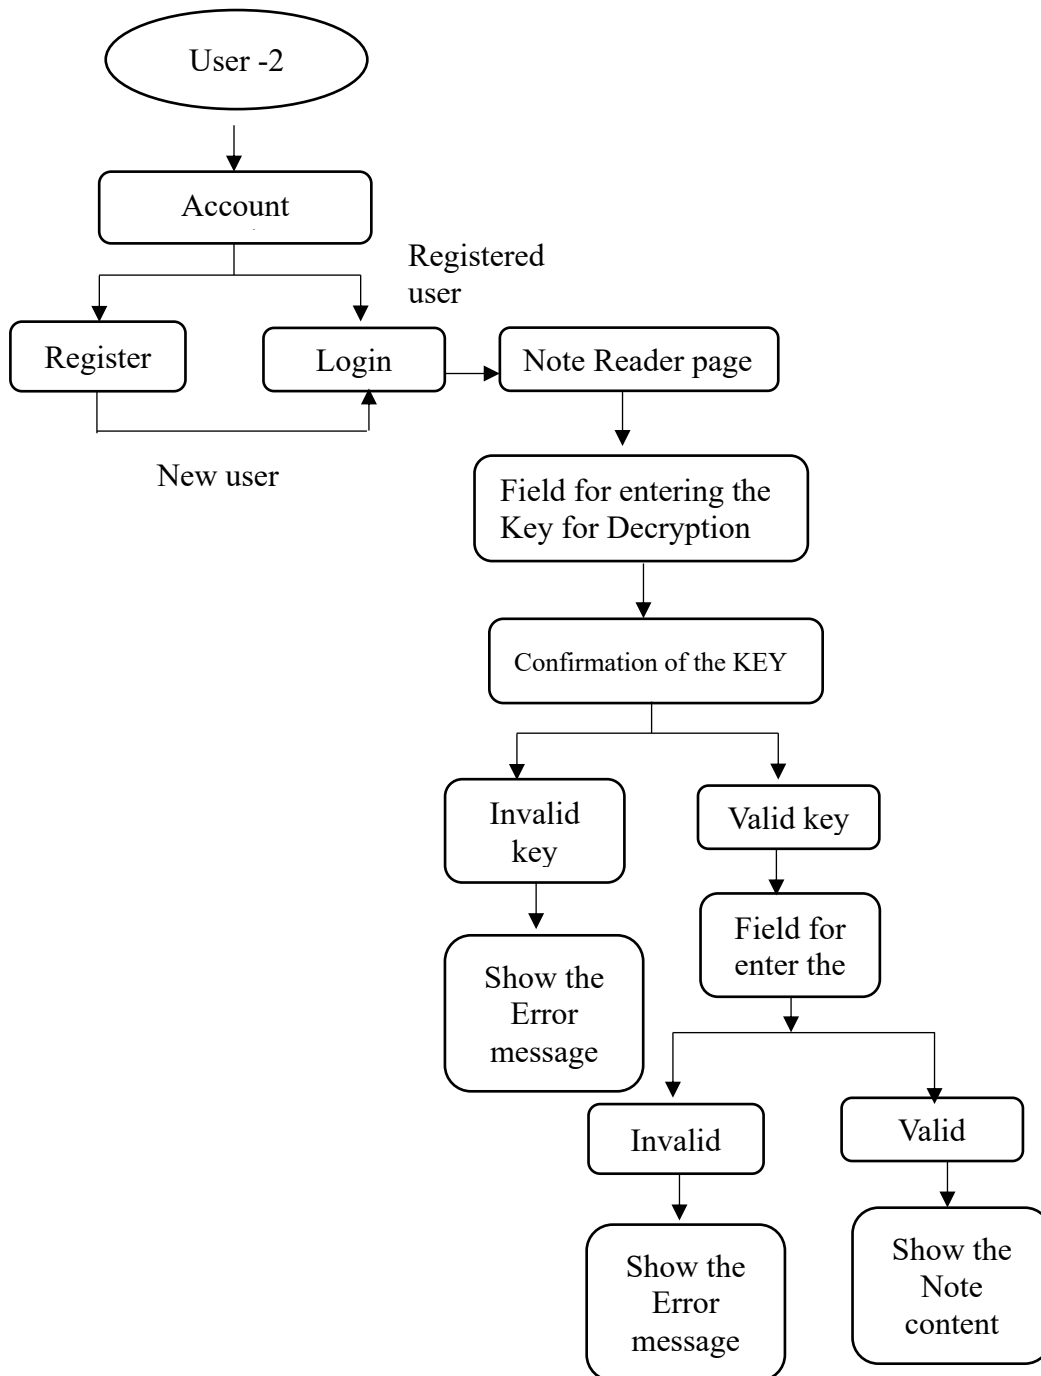 User -2
Account
Registered
user
Register
Login
Note Reader page
New user
Field for entering the
Key for Decryption
Confirmation of the KEY
Invalid
key
Valid key
Field for
enter the
Show the
Error
message
Invalid
Valid
Show the
Error
message
Show the
Note
content